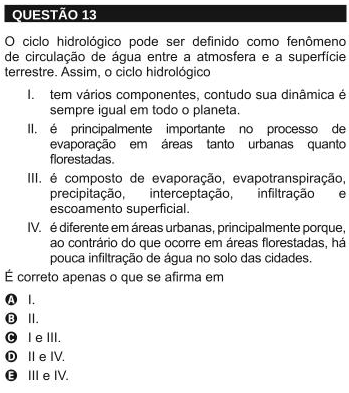 QUESTÃO 13
O ciclo hidrológico pode ser definido como fenômeno
de circulação de água entre a atmosfera e a superfície
terrestre. Assim, o ciclo hidrológico
I. tem vários componentes, contudo sua dinâmica é
sempre igual em todo o planeta.
II. é principalmente importante no processo de
evaporação em áreas tanto urbanas quanto
florestadas.
III. é composto de evaporação, evapotranspiração,
precipitação, interceptação, infiltração e
escoamento superficial.
IV. é diferente em áreas urbanas, principalmente porque,
ao contrário do que ocorre em áreas florestadas, há
pouca infiltração de água no solo das cidades.
É correto apenas o que se afirma em
A I.
B II.
C I e III.
D II e IV.
E III e IV.